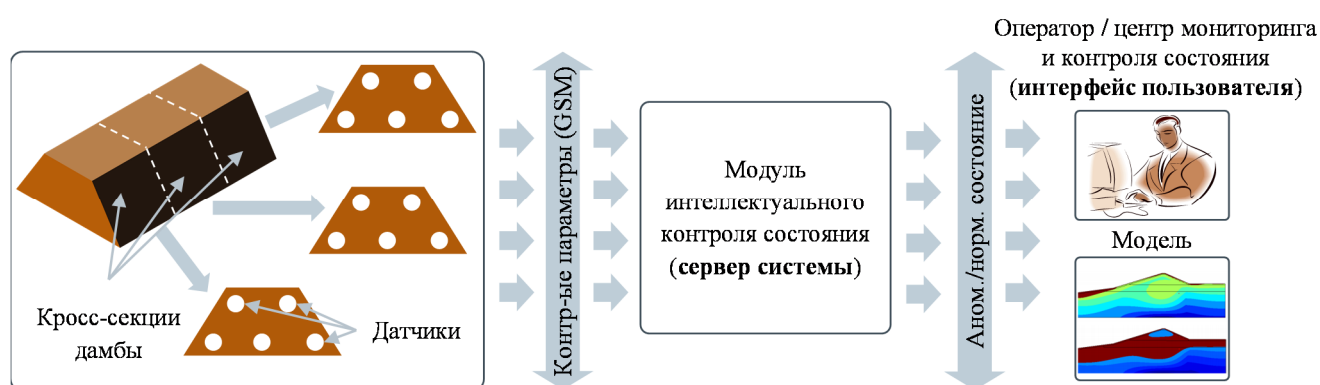 Кросс-секции
дамбы
Датчики
Контр-ые параметры (GSM)
Модуль
интеллектуального
контроля состояния
(сервер системы)
Аном./норм. состояние
Оператор / центр мониторинга
и контроля состояния
(интерфейс пользователя)
Модель